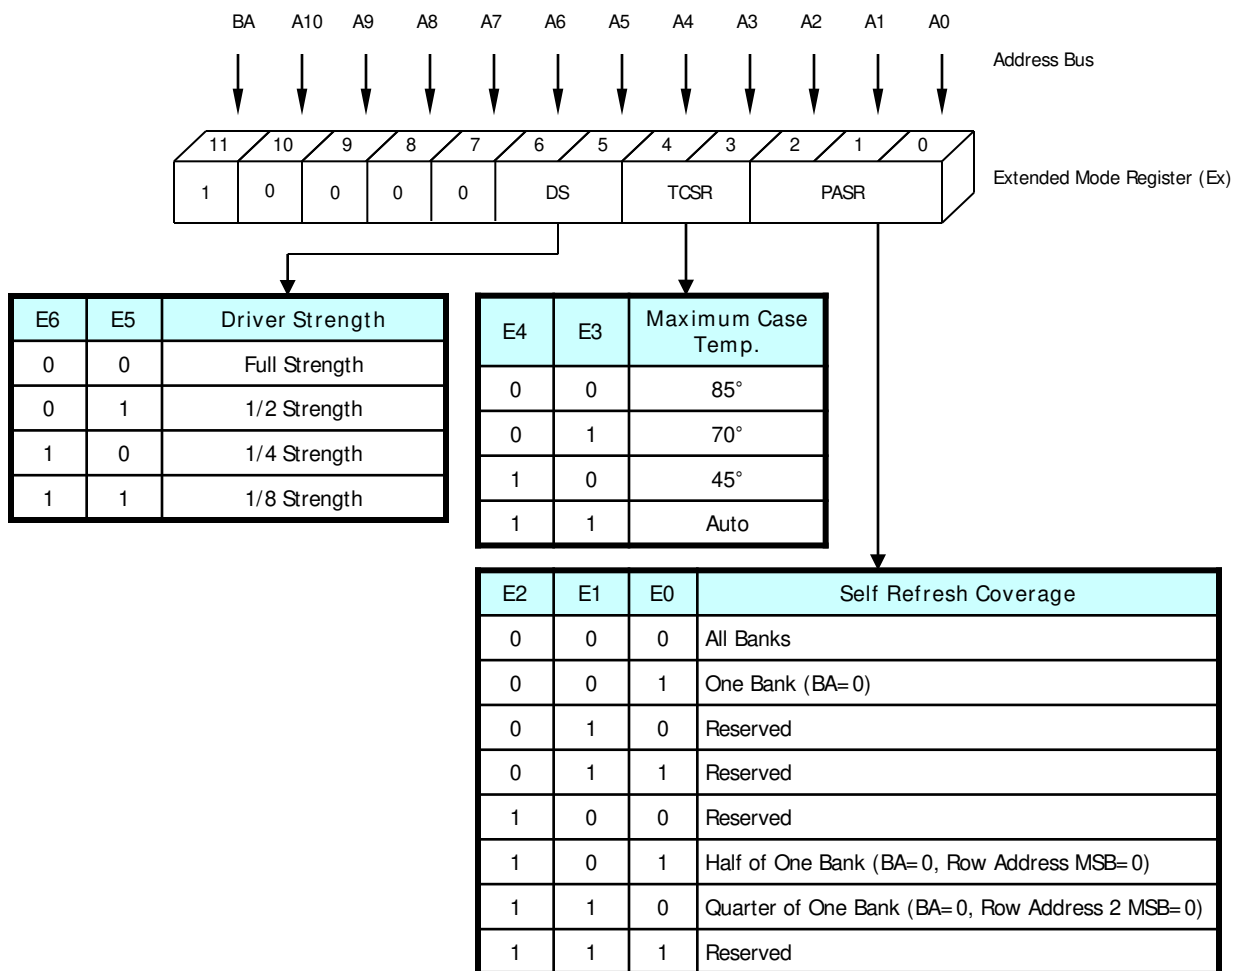 BA A10 A9 A8 A7 A6 A5 A4 A3 A2 A1 A0
Address Bus
11 10 9 8 7 6 5 4 3 2 1 0
1 0 0 0 0 DS TCSR PASR
Extended Mode Register (Ex)
E6 E5 Driver Strength
0 0 Full Strength
0 1 1/2 Strength
1 0 1/4 Strength
1 1 1/8 Strength
E4 E3 Maximum Case
Temp.
0 0 85°
0 1 70°
1 0 45°
1 1 Auto
E2 E1 E0 Self Refresh Coverage
0 0 0 All Banks
0 0 1 One Bank (BA=0)
0 1 0 Reserved
0 1 1 Reserved
1 0 0 Reserved
1 0 1 Half of One Bank (BA=0, Row Address MSB=0)
1 1 0 Quarter of One Bank (BA=0, Row Address 2 MSB=0)
1 1 1 Reserved